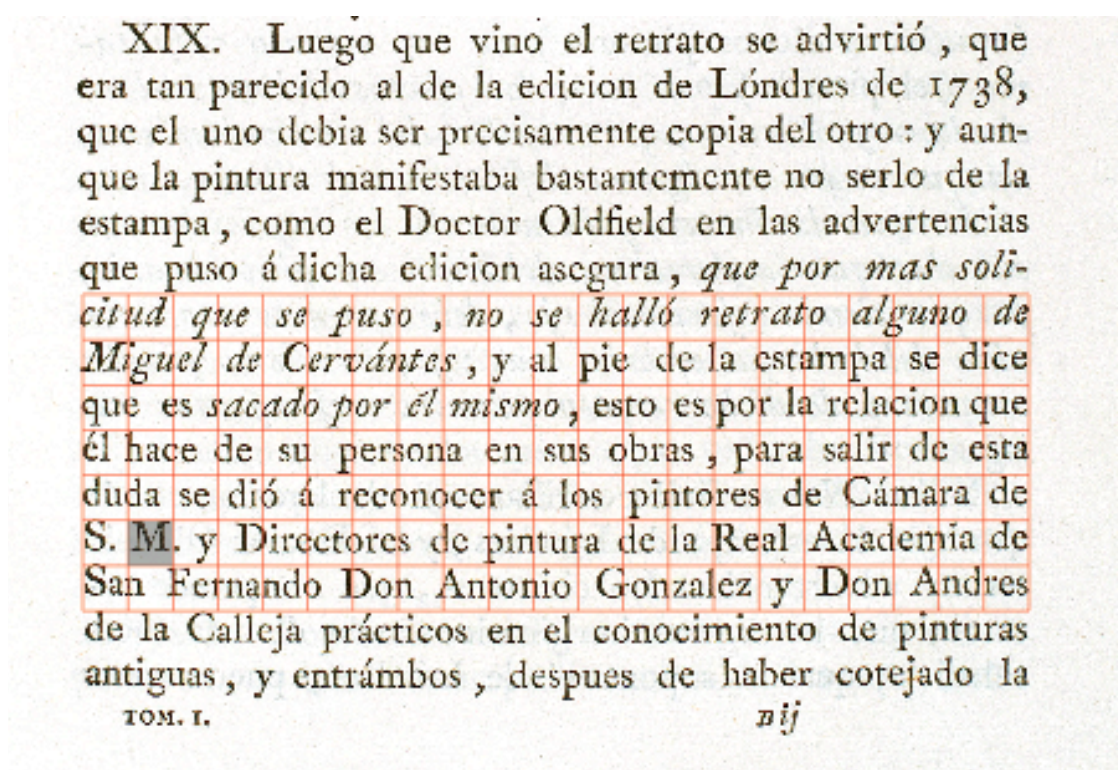 XIX. Luego que vino el retrato se advirtió , que
era tan parecido al de la edicion de Lóndres de 1738,
que el uno debia ser precisamente copia del otro : y aun-
que la pintura manifestaba bastantemente no serlo de la
estampa , como el Doctor Oldfield en las advertencias
que puso á dicha edicion asegura , que por mas soli-
citud que se puso , no se halló retrato alguno de
Miguel de Cervántes , y al pie de la estampa se dice
que es sacado por él mismo, esto es por la relacion que
él hace de su persona en sus obras , para salir de esta
duda se dió á reconocer á los pintores de Cámara de
S. M. y Directores de pintura de la Real Academia de
San Fernando Don Antonio Gonzalez y Don Andres
de la Calleja prácticos en el conocimiento de pinturas
antiguas , y entrámbos , despues de haber cotejado la
TOM. I. n ij